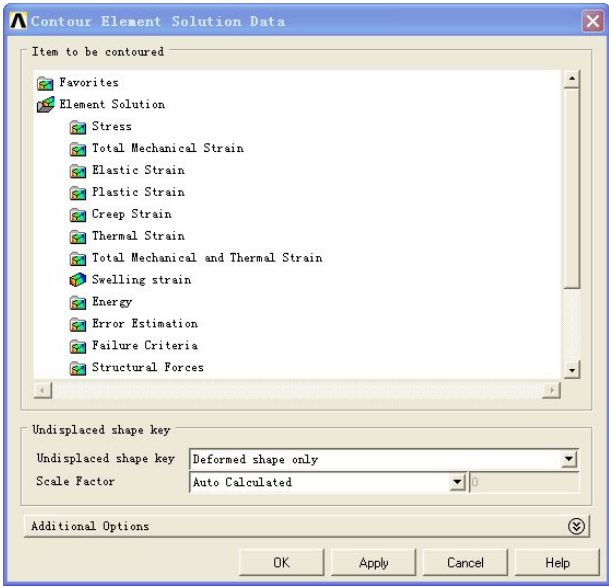 Contour Element Solution Data
Item to be contoured
Favorites
Element Solution
Stress
Total Mechanical Strain
Elastic Strain
Plastic Strain
Creep Strain
Thermal Strain
Total Mechanical and Thermal Strain
Swelling strain
Energy
Error Estimation
Failure Criteria
Structural Forces
Undisplaced shape key
Undisplaced shape key Deformed shape only
Scale Factor Auto Calculated 0
Additional Options
OK Apply Cancel Help